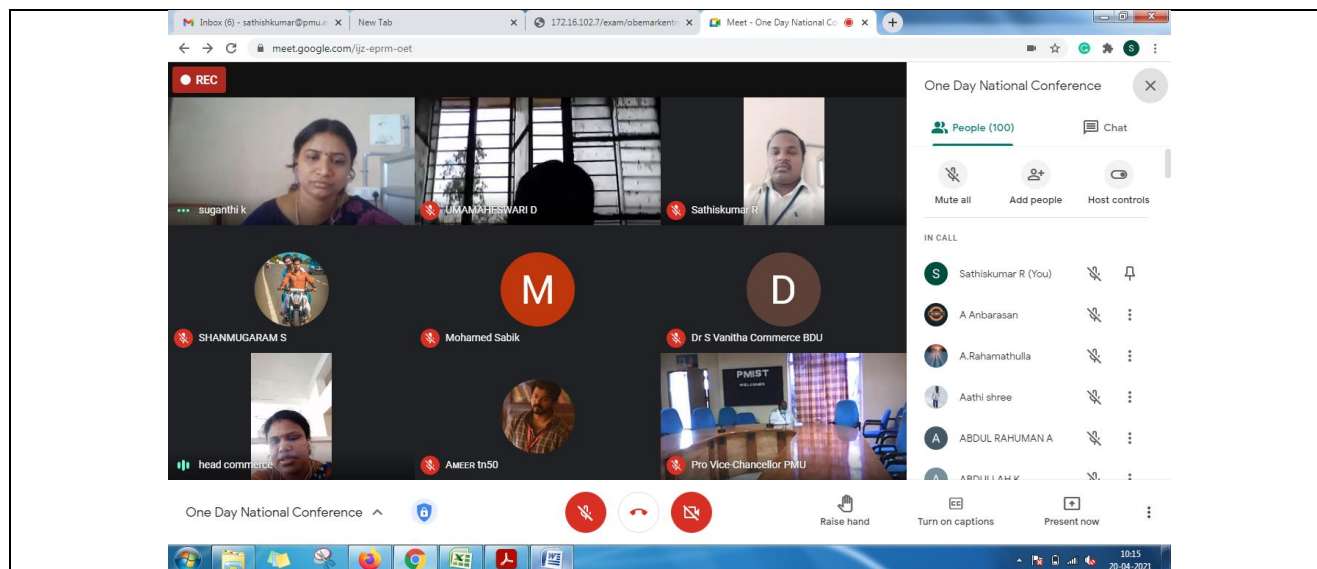 Inbox (6) - sathishkumar@pmu.e
New Tab
172.16.102.7/exam/obemarkentr
Meet - One Day National Co
meet.google.com/ijz-eprm-oet
S
REC
suganthi k
UMAMAHESWARI D
Sathiskumar R
SHANMUGARAM S
M
Mohamed Sabik
D
Dr S Vanitha Commerce BDU
head commerce
AMEER tn50
PMIST
WELCOMES
Pro Vice-Chancellor PMU
One Day National Conference
People (100)
Chat
Mute all
Add people
Host controls
IN CALL
S
Sathiskumar R (You)
A Anbarasan
A.Rahamathulla
Aathi shree
A
ABDUL RAHUMAN A
A
ABDULLAH K
One Day National Conference
Raise hand
CC
Turn on captions
Present now
10:15
20-04-2021